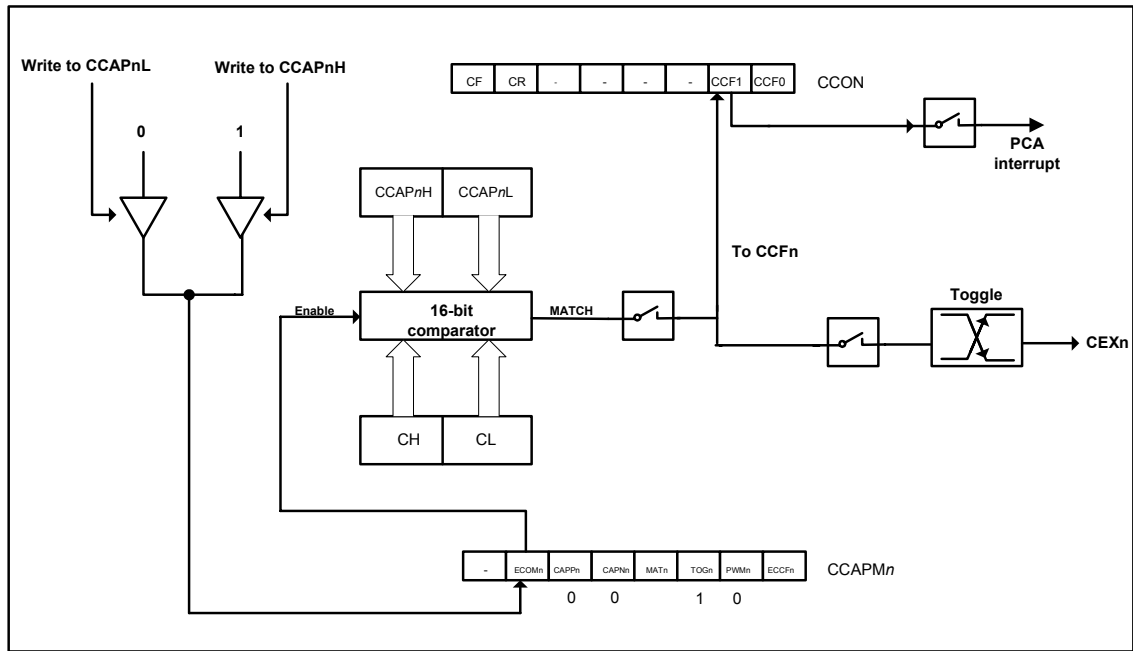 Write to CCAPnL
Write to CCAPnH
CF CR - - - - CCF1 CCF0 CCON
0 1
PCA
interrupt
CCAPnH CCAPnL
To CCFn
Enable
16-bit
comparator
MATCH
Toggle
CEXn
CH CL
- ECOMn CAPPn CAPNn MATn TOGn PWMn ECCFn CCAPMn
0 0 1 0